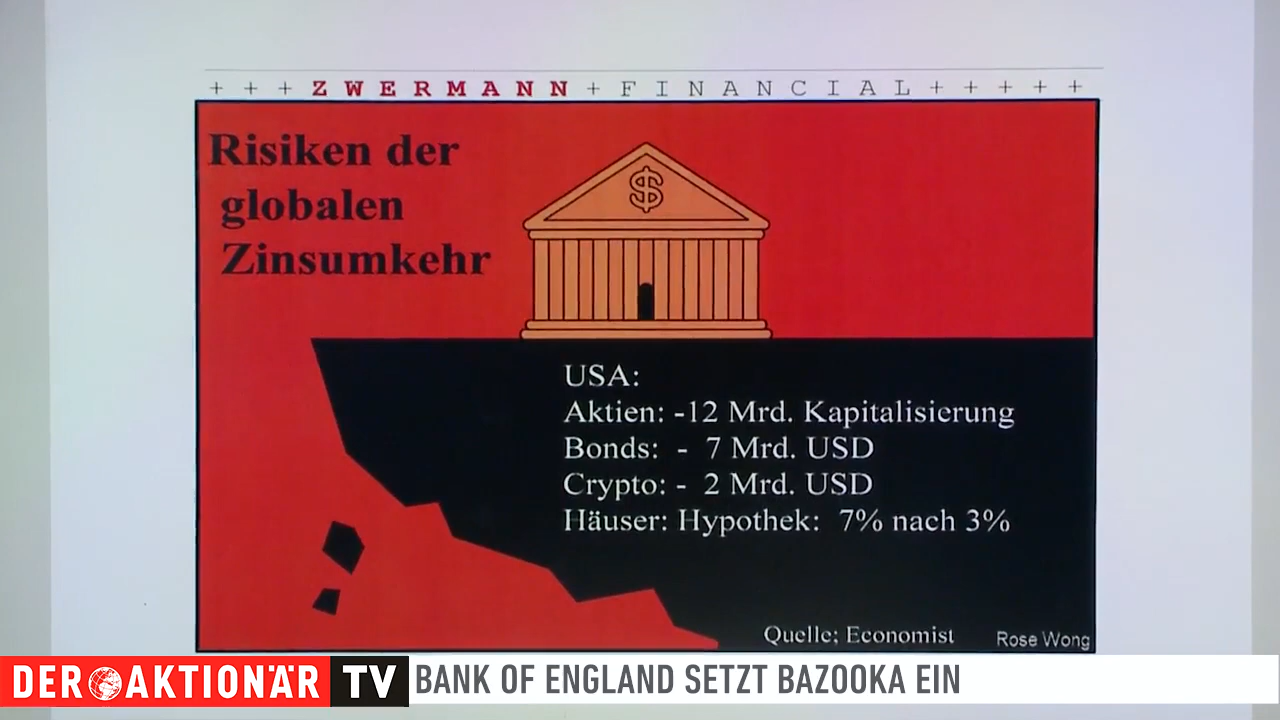 + + + ZWERMANN + FINANCIAL + + + + +
Risiken der
globalen
Zinsumkehr
$
USA:
Aktien: -12 Mrd. Kapitalisierung
Bonds: - 7 Mrd. USD
Crypto: - 2 Mrd. USD
Häuser: Hypothek: 7% nach 3%
Quelle; Economist
Rose Wong
DER AKTIONÄR TV
BANK OF ENGLAND SETZT BAZOOKA EIN